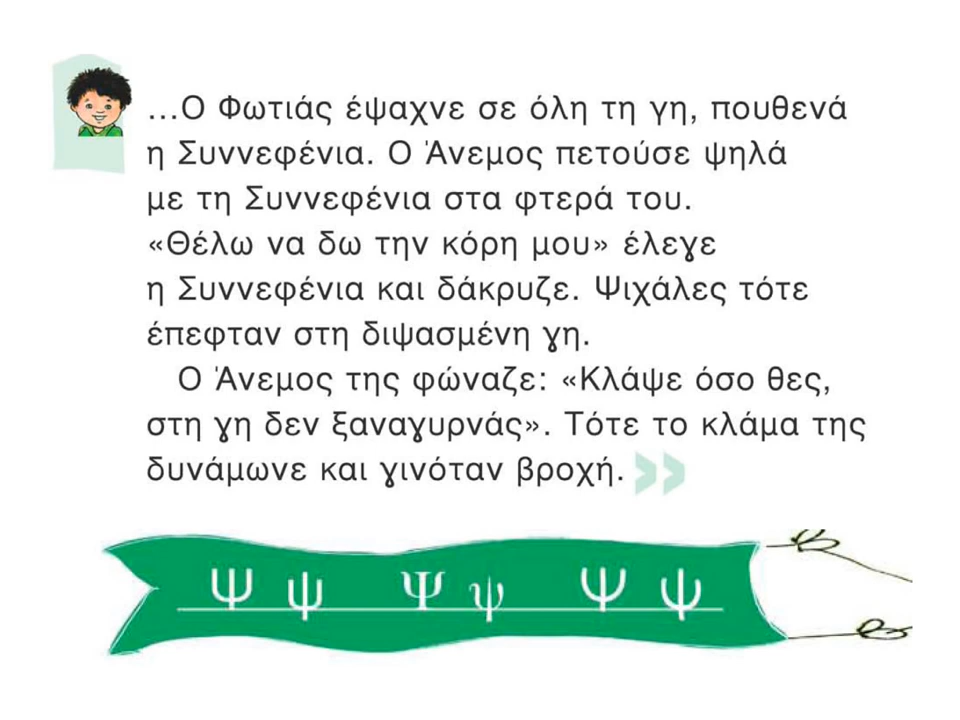 …Ο Φωτιάς έψαχνε σε όλη τη γη, πουθενά
η Συννεφένια. Ο Άνεμος πετούσε ψηλά
με τη Συννεφένια στα φτερά του.
«Θέλω να δω την κόρη μου» έλεγε
η Συννεφένια και δάκρυζε. Ψιχάλες τότε
έπεφταν στη διψασμένη γη.
Ο Άνεμος της φώναζε: «Κλάψε όσο θες,
στη γη δεν ξαναγυρνάς». Τότε το κλάμα της
δυνάμωνε και γινόταν βροχή. »
Ψ ψ Ψ ψ Ψ ψ